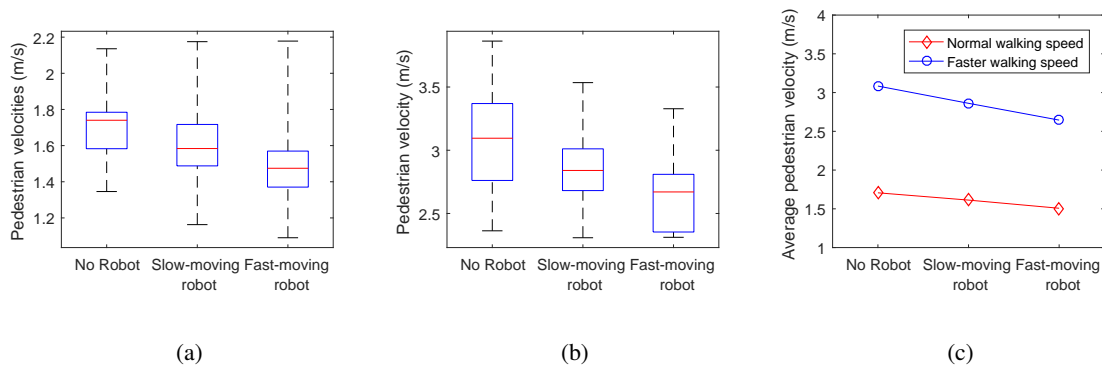 Pedestrian velocities (m/s)
2.2
2
1.8
1.6
1.4
1.2
No Robot Slow-moving Fast-moving
robot robot
(a)
Pedestrian velocity (m/s)
3.5
3
2.5
No Robot Slow-moving Fast-moving
robot robot
(b)
Average pedestrian velocity (m/s)
4
3.5
3
2.5
2
1.5
1
Normal walking speed
Faster walking speed
No Robot Slow-moving Fast-moving
robot robot
(c)